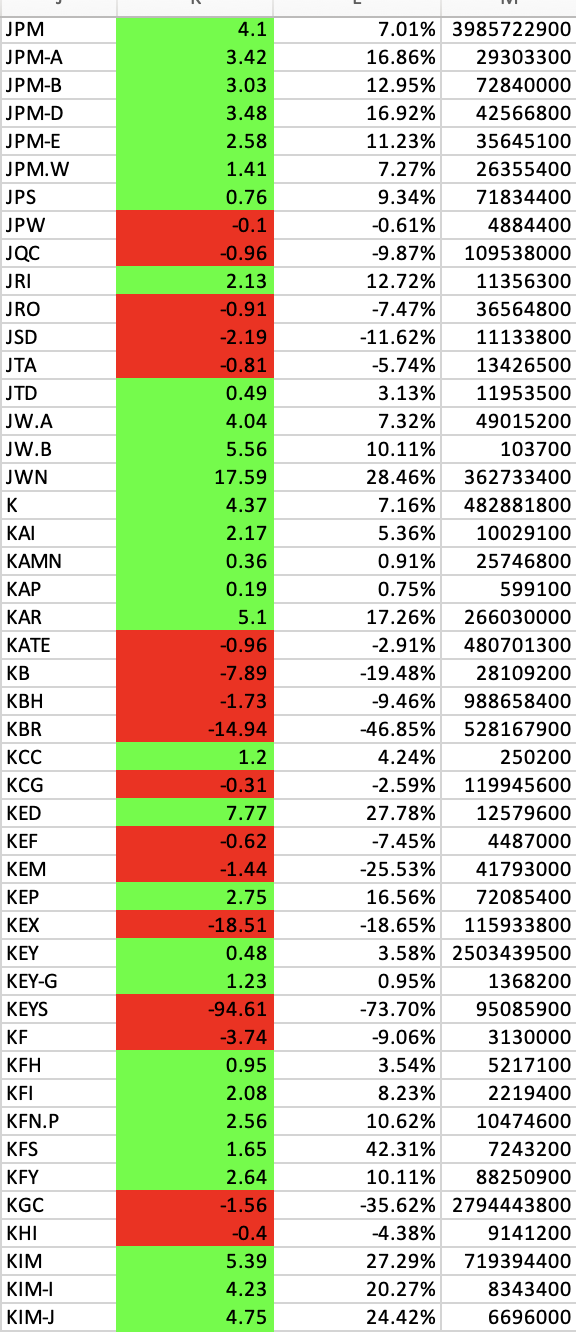 JPM 4.1 7.01% 3985722900
JPM-A 3.42 16.86% 29303300
JPM-B 3.03 12.95% 72840000
JPM-D 3.48 16.92% 42566800
JPM-E 2.58 11.23% 35645100
JPM.W 1.41 7.27% 26355400
JPS 0.76 9.34% 71834400
JPW -0.1 -0.61% 4884400
JQC -0.96 -9.87% 109538000
JRI 2.13 12.72% 11356300
JRO -0.91 -7.47% 36564800
JSD -2.19 -11.62% 11133800
JTA -0.81 -5.74% 13426500
JTD 0.49 3.13% 11953500
JW.A 4.04 7.32% 49015200
JW.B 5.56 10.11% 103700
JWN 17.59 28.46% 362733400
K 4.37 7.16% 482881800
KAI 2.17 5.36% 10029100
KAMN 0.36 0.91% 25746800
KAP 0.19 0.75% 599100
KAR 5.1 17.26% 266030000
KATE -0.96 -2.91% 480701300
KB -7.89 -19.48% 28109200
KBH -1.73 -9.46% 988658400
KBR -14.94 -46.85% 528167900
KCC 1.2 4.24% 250200
KCG -0.31 -2.59% 119945600
KED 7.77 27.78% 12579600
KEF -0.62 -7.45% 4487000
KEM -1.44 -25.53% 41793000
KEP 2.75 16.56% 72085400
KEX -18.51 -18.65% 115933800
KEY 0.48 3.58% 2503439500
KEY-G 1.23 0.95% 1368200
KEYS -94.61 -73.70% 95085900
KF -3.74 -9.06% 3130000
KFH 0.95 3.54% 5217100
KFI 2.08 8.23% 2219400
KFN.P 2.56 10.62% 10474600
KFS 1.65 42.31% 7243200
KFY 2.64 10.11% 88250900
KGC -1.56 -35.62% 2794443800
KHI -0.4 -4.38% 9141200
KIM 5.39 27.29% 719394400
KIM-I 4.23 20.27% 8343400
KIM-J 4.75 24.42% 6696000